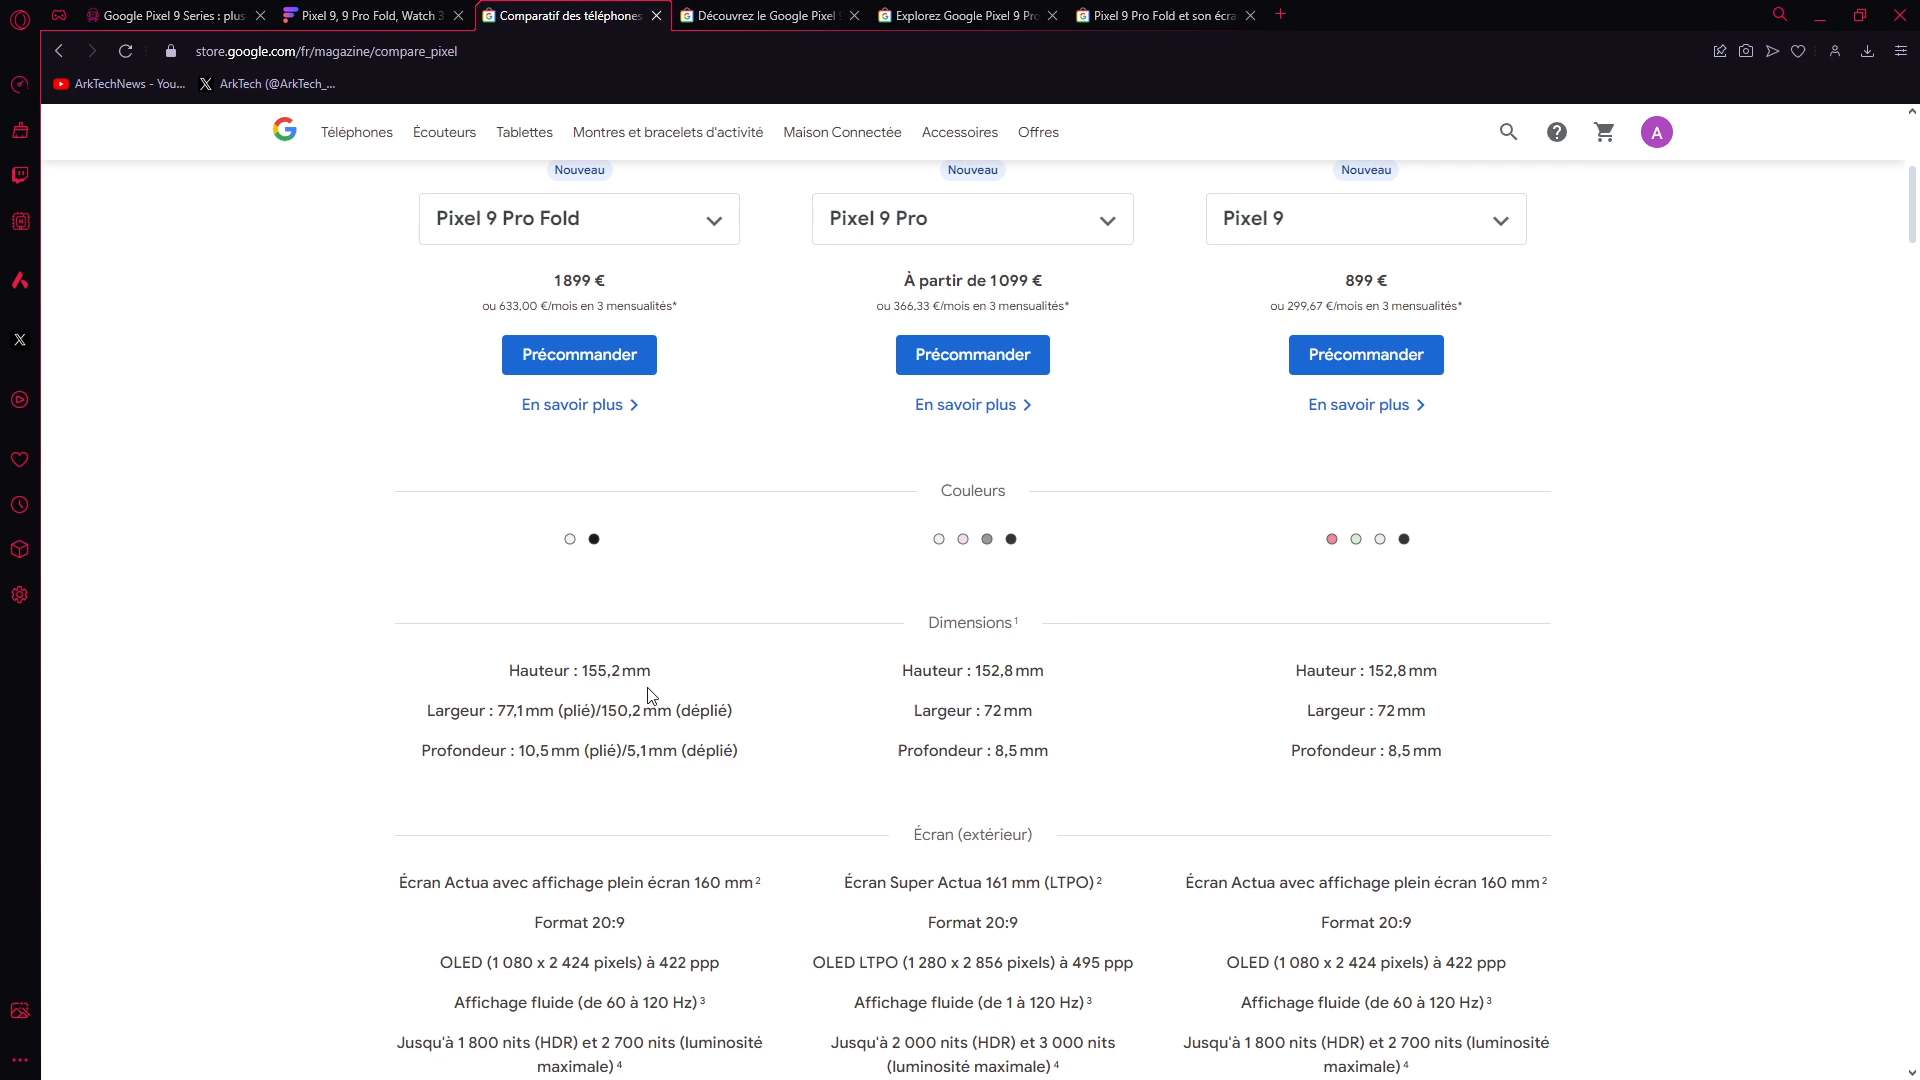 Google Pixel 9 Series : plus
Pixel 9, 9 Pro Fold, Watch 3
Comparatif des téléphones
Découvrez le Google Pixel
Explorez Google Pixel 9 Pro
Pixel 9 Pro Fold et son écra
store.google.com/fr/magazine/compare_pixel
ArkTechNews - You...
X ArkTech (@ArkTech_...
Téléphones Écouteurs Tablettes Montres et bracelets d'activité Maison Connectée Accessoires Offres
A
Nouveau Nouveau Nouveau
Pixel 9 Pro Fold Pixel 9 Pro Pixel 9
1 899 € À partir de 1 099 € 899 €
ou 633,00 €/mois en 3 mensualités* ou 366,33 €/mois en 3 mensualités* ou 299,67 €/mois en 3 mensualités*
Précommander Précommander Précommander
En savoir plus En savoir plus En savoir plus
Couleurs
Dimensions¹
Hauteur : 155,2 mm Hauteur : 152,8 mm Hauteur : 152,8 mm
Largeur : 77,1 mm (plié)/150,2 mm (déplié) Largeur : 72 mm Largeur : 72 mm
Profondeur : 10,5 mm (plié)/5,1 mm (déplié) Profondeur : 8,5 mm Profondeur : 8,5 mm
Écran (extérieur)
Écran Actua avec affichage plein écran 160 mm² Écran Super Actua 161 mm (LTPO)² Écran Actua avec affichage plein écran 160 mm²
Format 20:9 Format 20:9 Format 20:9
OLED (1 080 x 2 424 pixels) à 422 ppp OLED LTPO (1 280 x 2 856 pixels) à 495 ppp OLED (1 080 x 2 424 pixels) à 422 ppp
Affichage fluide (de 60 à 120 Hz)³ Affichage fluide (de 1 à 120 Hz)³ Affichage fluide (de 60 à 120 Hz)³
Jusqu'à 1 800 nits (HDR) et 2 700 nits (luminosité Jusqu'à 2 000 nits (HDR) et 3 000 nits Jusqu'à 1 800 nits (HDR) et 2 700 nits (luminosité
maximale)⁴ (luminosité maximale)⁴ maximale)⁴